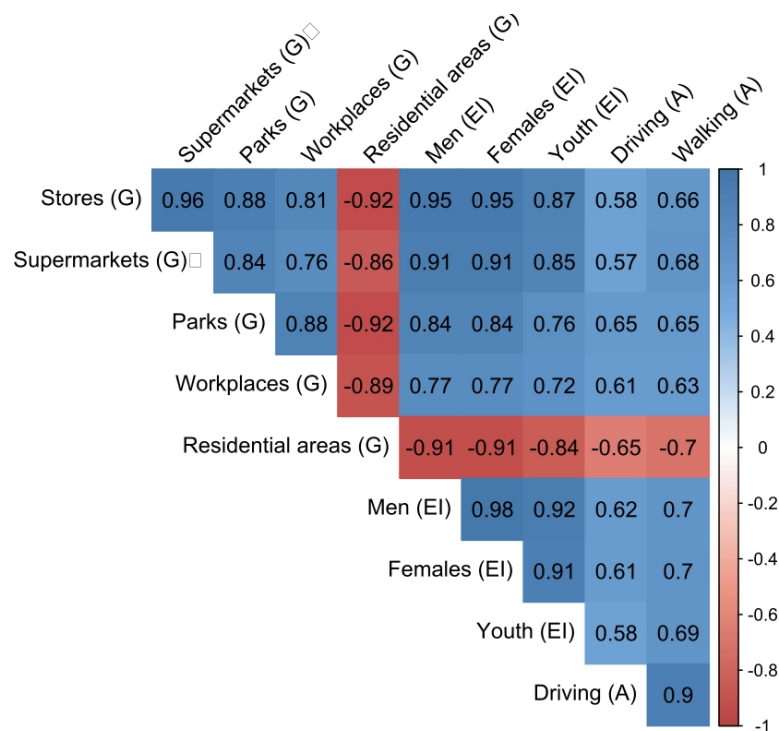 Supermarkets (G)
Parks (G)
Workplaces (G)
Residential areas (G)
Men (EI)
Females (EI)
Youth (EI)
Driving (A)
Walking (A)
Stores (G) 0.96 0.88 0.81 -0.92 0.95 0.95 0.87 0.58 0.66
Supermarkets (G) 0.84 0.76 -0.86 0.91 0.91 0.85 0.57 0.68
Parks (G) 0.88 -0.92 0.84 0.84 0.76 0.65 0.65
Workplaces (G) -0.89 0.77 0.77 0.72 0.61 0.63
Residential areas (G) -0.91 -0.91 -0.84 -0.65 -0.7
Men (EI) 0.98 0.92 0.62 0.7
Females (EI) 0.91 0.61 0.7
Youth (EI) 0.58 0.69
Driving (A) 0.9
1
0.8
0.6
0.4
0.2
0
-0.2
-0.4
-0.6
-0.8
-1